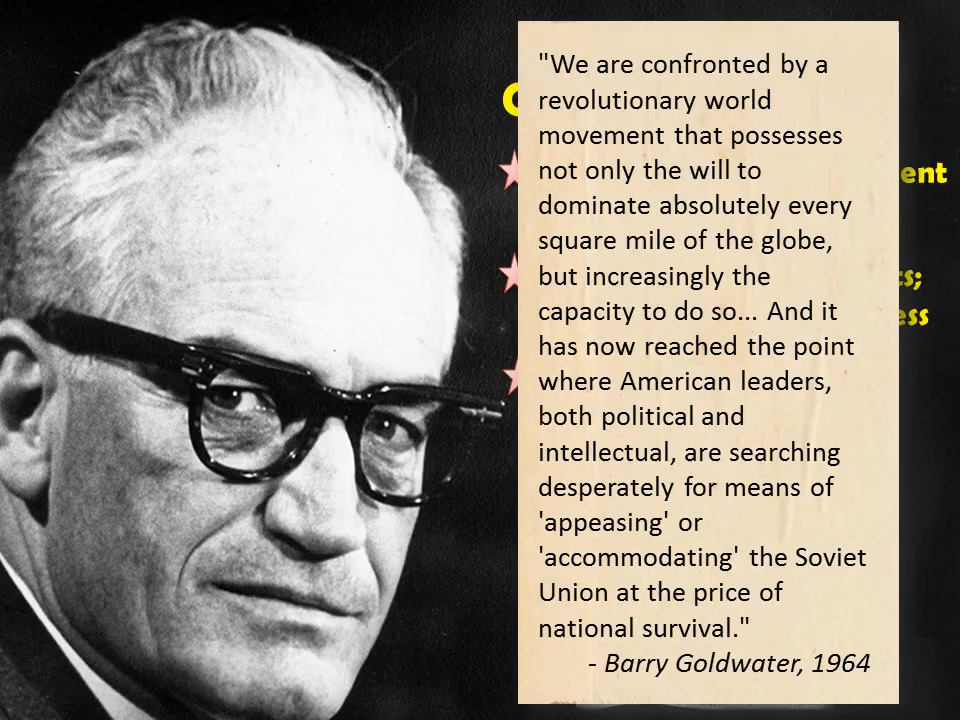 "We are confronted by a
revolutionary world
movement that possesses
not only the will to
dominate absolutely every
square mile of the globe,
but increasingly the
capacity to do so... And it
has now reached the point
where American leaders,
both political and
intellectual, are searching
desperately for means of
'appeasing' or
'accommodating' the Soviet
Union at the price of
national survival."
- Barry Goldwater, 1964